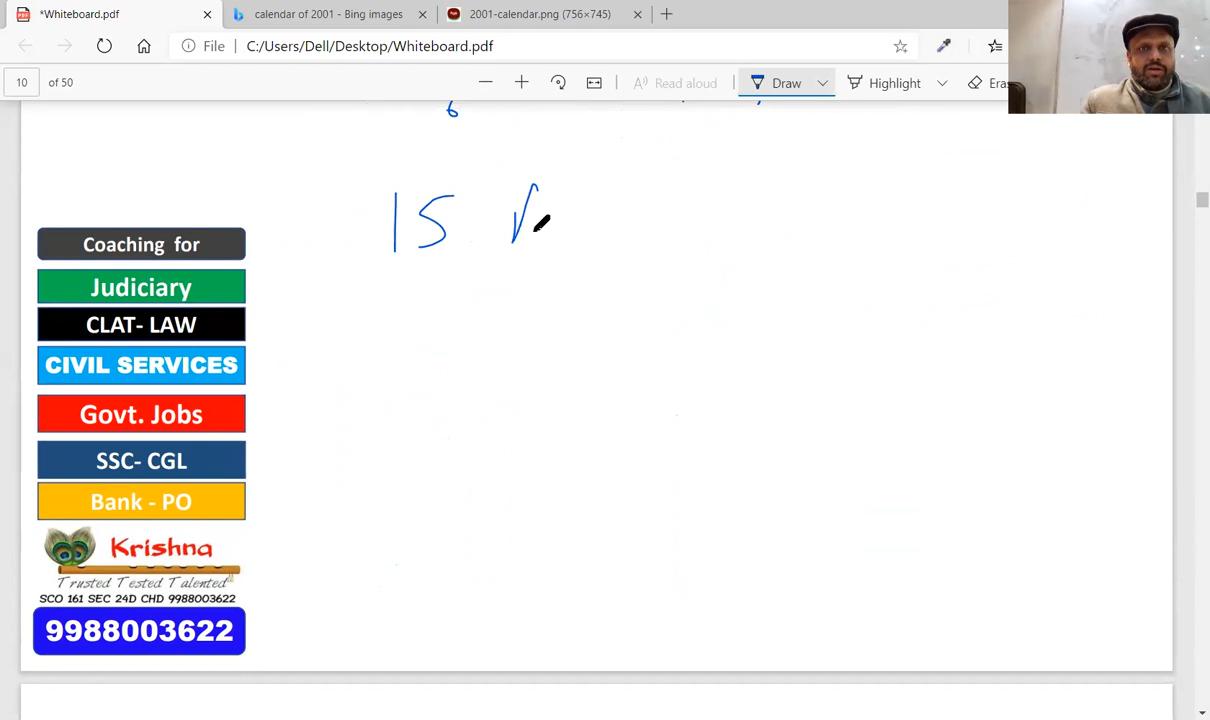 *Whiteboard.pdf
calendar of 2001 - Bing images
2001-calendar.png (756×745)
File C:/Users/Dell/Desktop/Whiteboard.pdf
10 of 50
Read aloud
Draw
Highlight
Eras
6
15
Coaching for
Judiciary
CLAT- LAW
CIVIL SERVICES
Govt. Jobs
SSC- CGL
Bank - PO
Krishna
Trusted Tested Talented
SCO 161 SEC 24D CHD 9988003622
9988003622